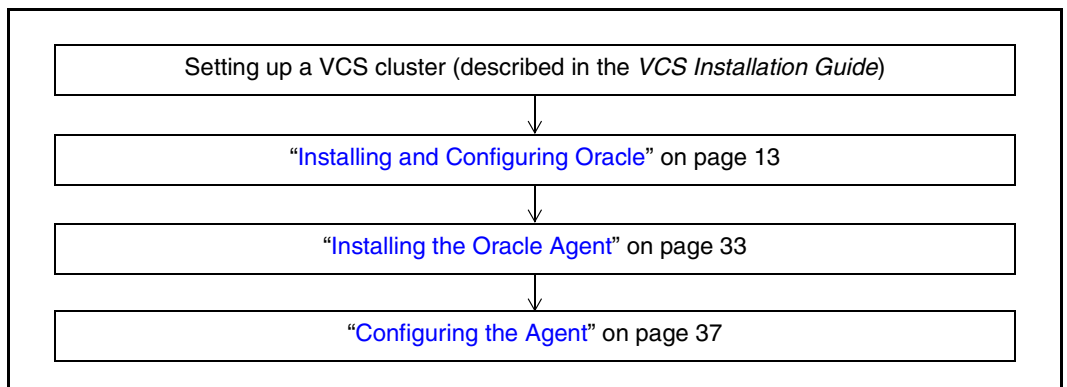 Setting up a VCS cluster (described in the VCS Installation Guide)
“Installing and Configuring Oracle” on page 13
“Installing the Oracle Agent” on page 33
“Configuring the Agent” on page 37